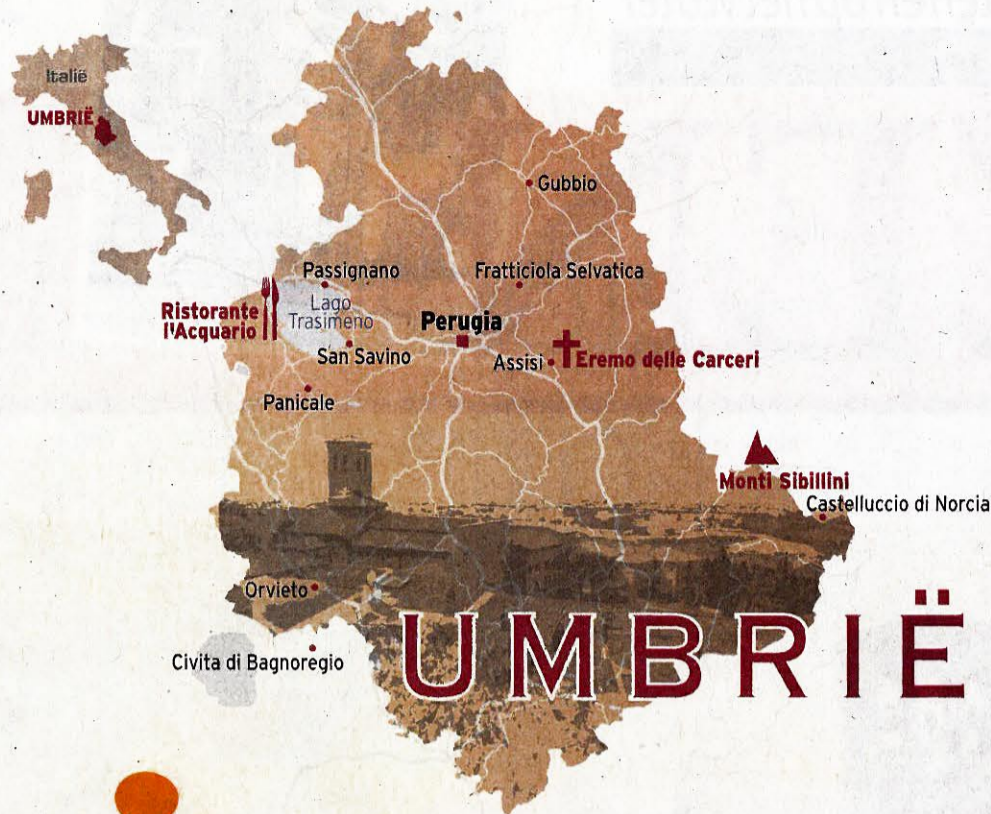 Italië
UMBRIË
Gubbio
Passignano
Fratticiola Selvatica
Lago
Trasimeno
Ristorante
l'Acquario
Perugia
San Savino
Assisi
Eremo delle Carceri
Panicale
Monti Sibillini
Castelluccio di Norcia
Orvieto
Civita di Bagnoregio
UMBRIË